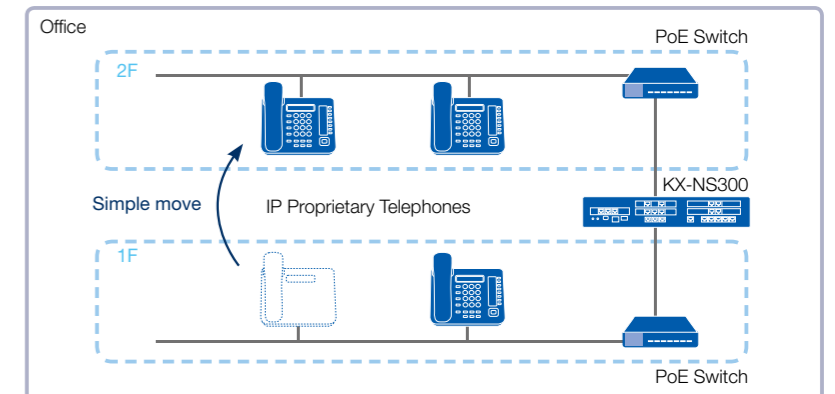 Office
PoE Switch
2F
KX-NS300
Simple move
IP Proprietary Telephones
1F
PoE Switch